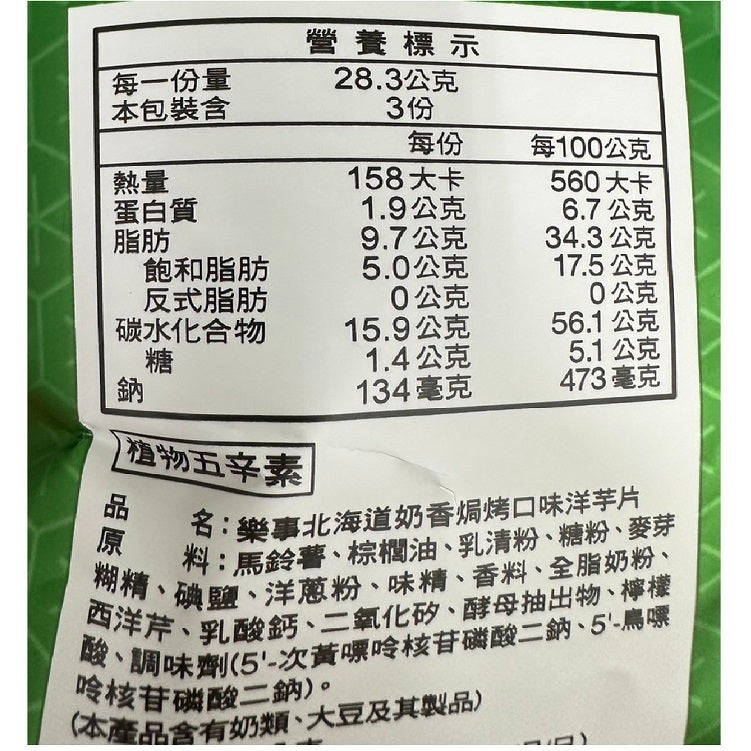 營養標示
每一份量 28.3公克
本包裝含 3份
每份 每100公克
熱量 158大卡 560大卡
蛋白質 1.9公克 6.7公克
脂肪 9.7公克 34.3公克
飽和脂肪 5.0公克 17.5公克
反式脂肪 0公克 0公克
碳水化合物 15.9公克 56.1公克
糖 1.4公克 5.1公克
鈉 134毫克 473毫克
植物五辛素
品名：樂事北海道奶香焗烤口味洋芋片
原料：馬鈴薯、棕櫚油、乳清粉、糖粉、麥芽
糊精、碘鹽、洋蔥粉、味精、香料、全脂奶粉、
西洋芹、乳酸鈣、二氧化矽、酵母抽出物、檸檬
酸、調味劑(5'-次黃嘌呤核苷磷酸二鈉、5'-鳥嘌
呤核苷磷酸二鈉)。
(本產品含有奶類、大豆及其製品)